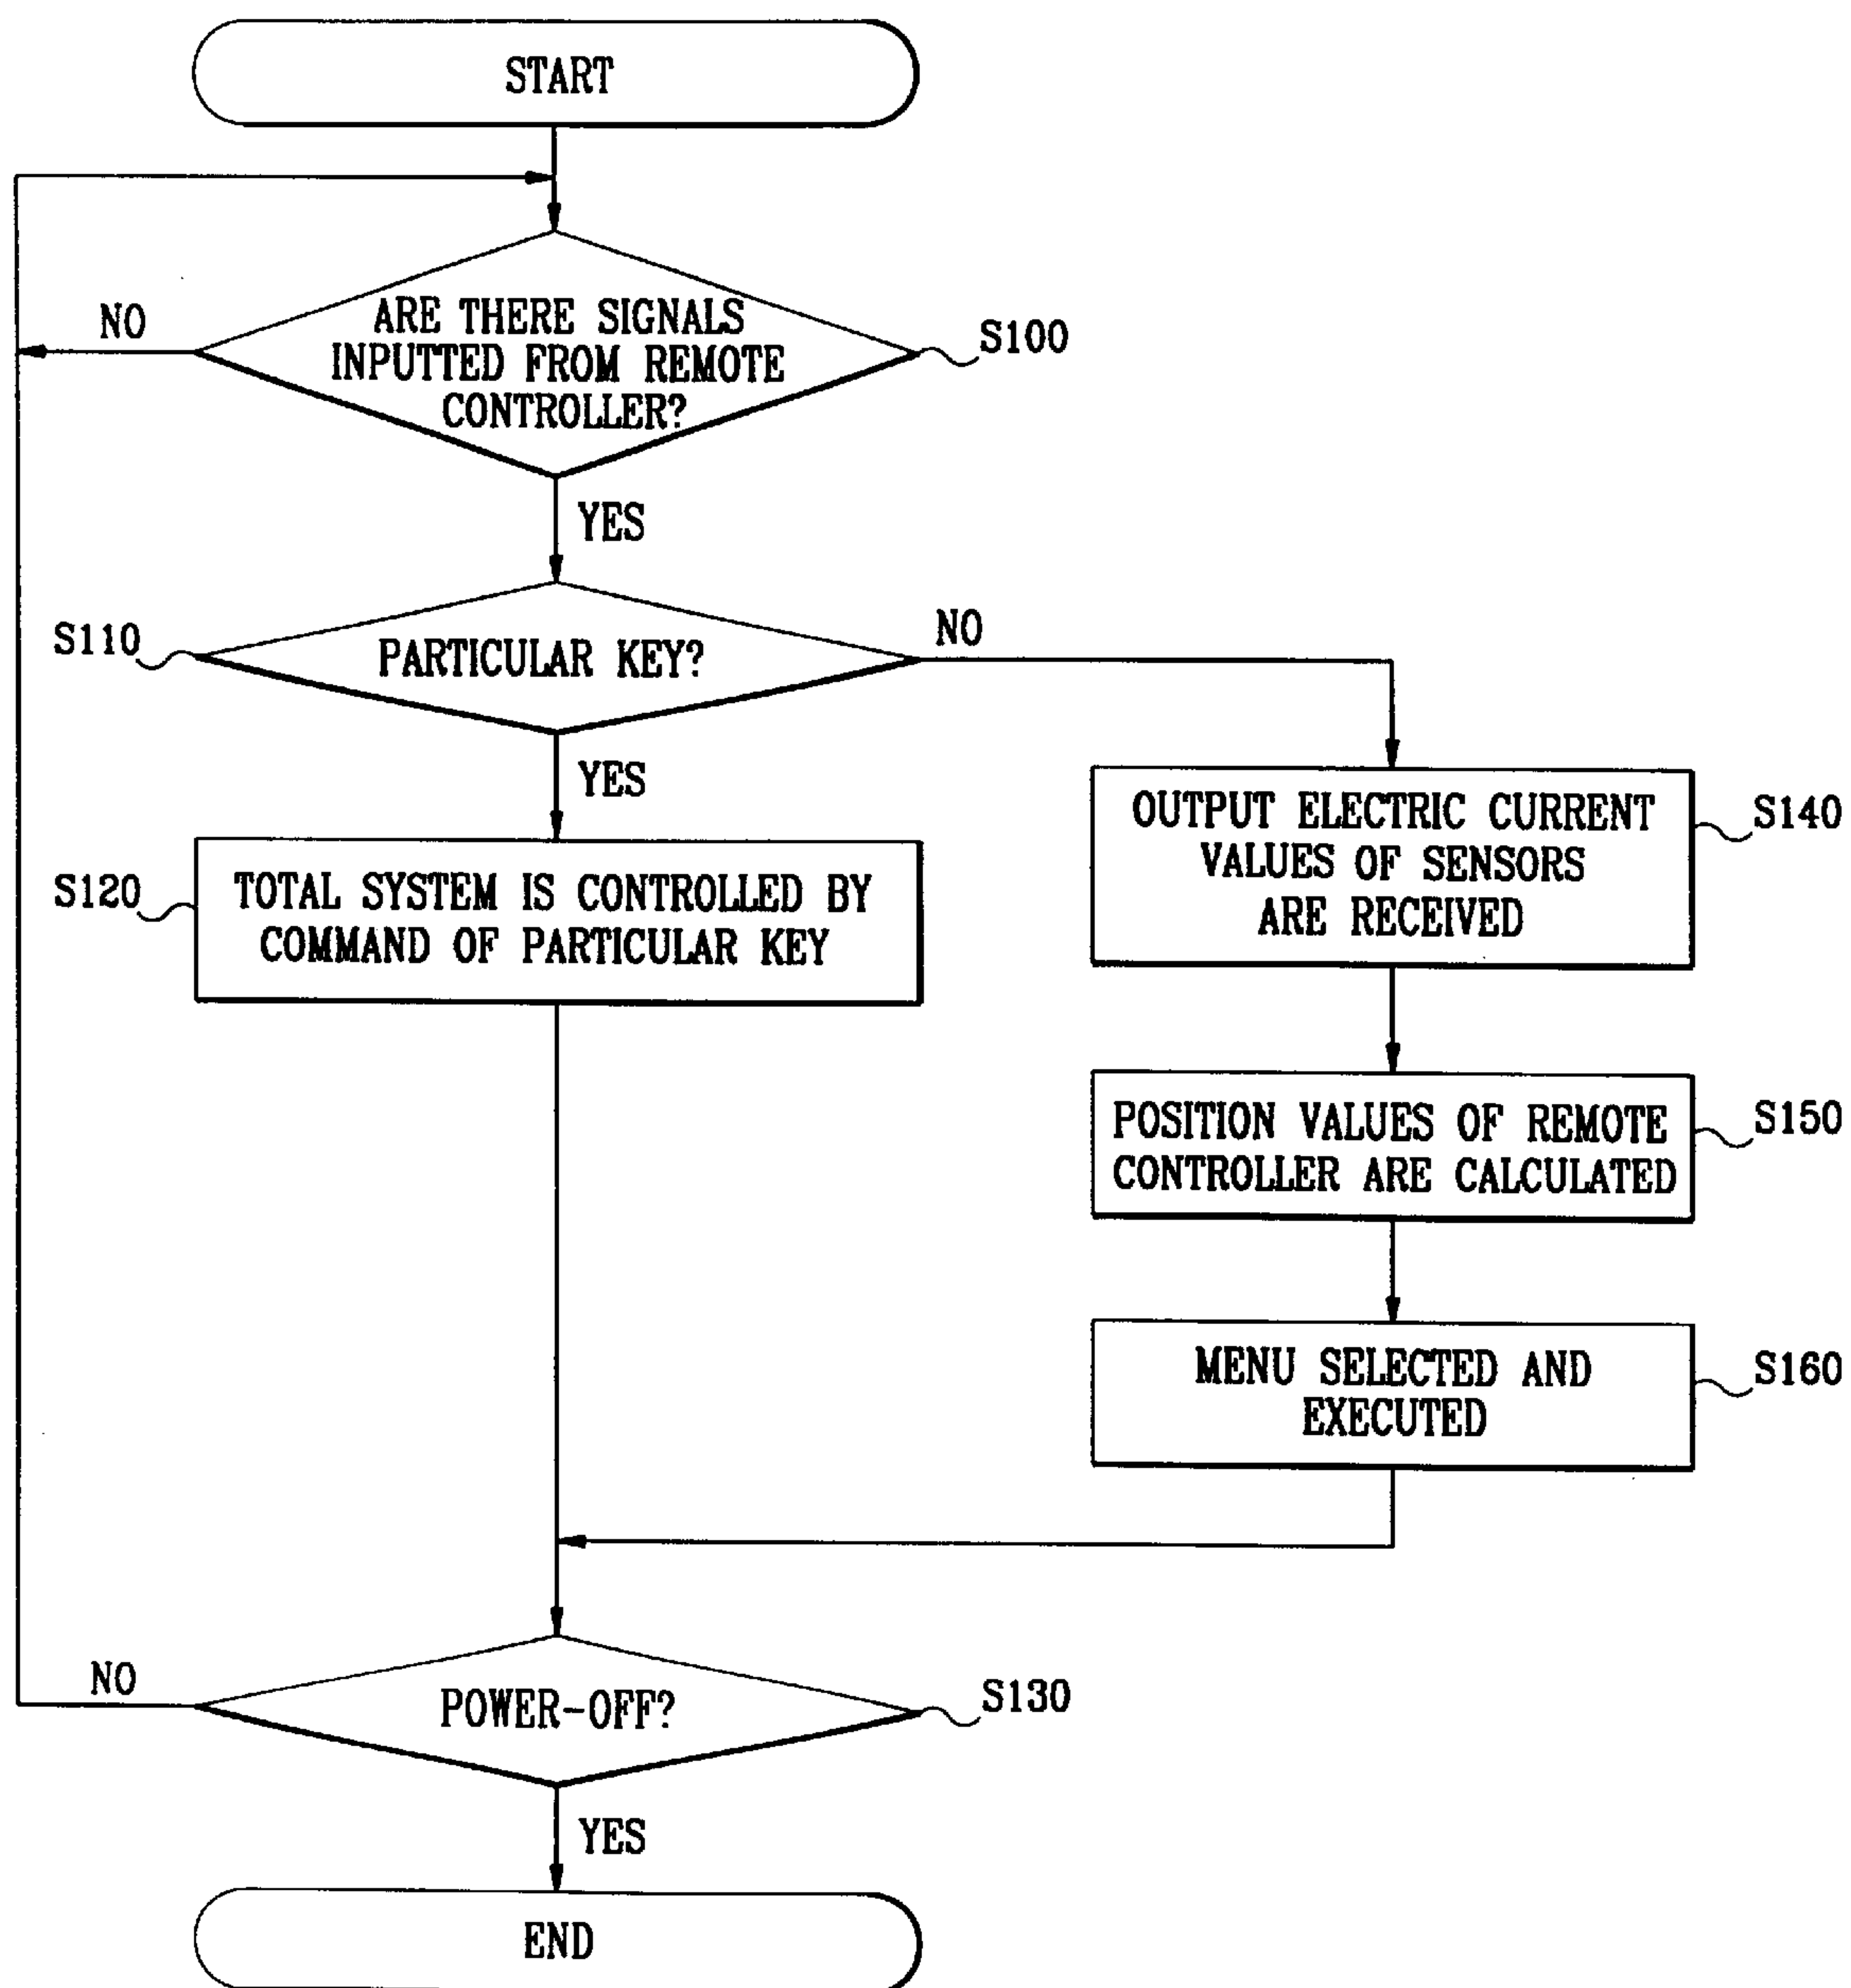 START
NO
ARE THERE SIGNALS
INPUTTED FROM REMOTE
CONTROLLER?
S100
YES
S110
PARTICULAR KEY?
NO
YES
S120
TOTAL SYSTEM IS CONTROLLED BY
COMMAND OF PARTICULAR KEY
OUTPUT ELECTRIC CURRENT
VALUES OF SENSORS
ARE RECEIVED
S140
POSITION VALUES OF REMOTE
CONTROLLER ARE CALCULATED
S150
MENU SELECTED AND
EXECUTED
S160
NO
POWER-OFF?
S130
YES
END